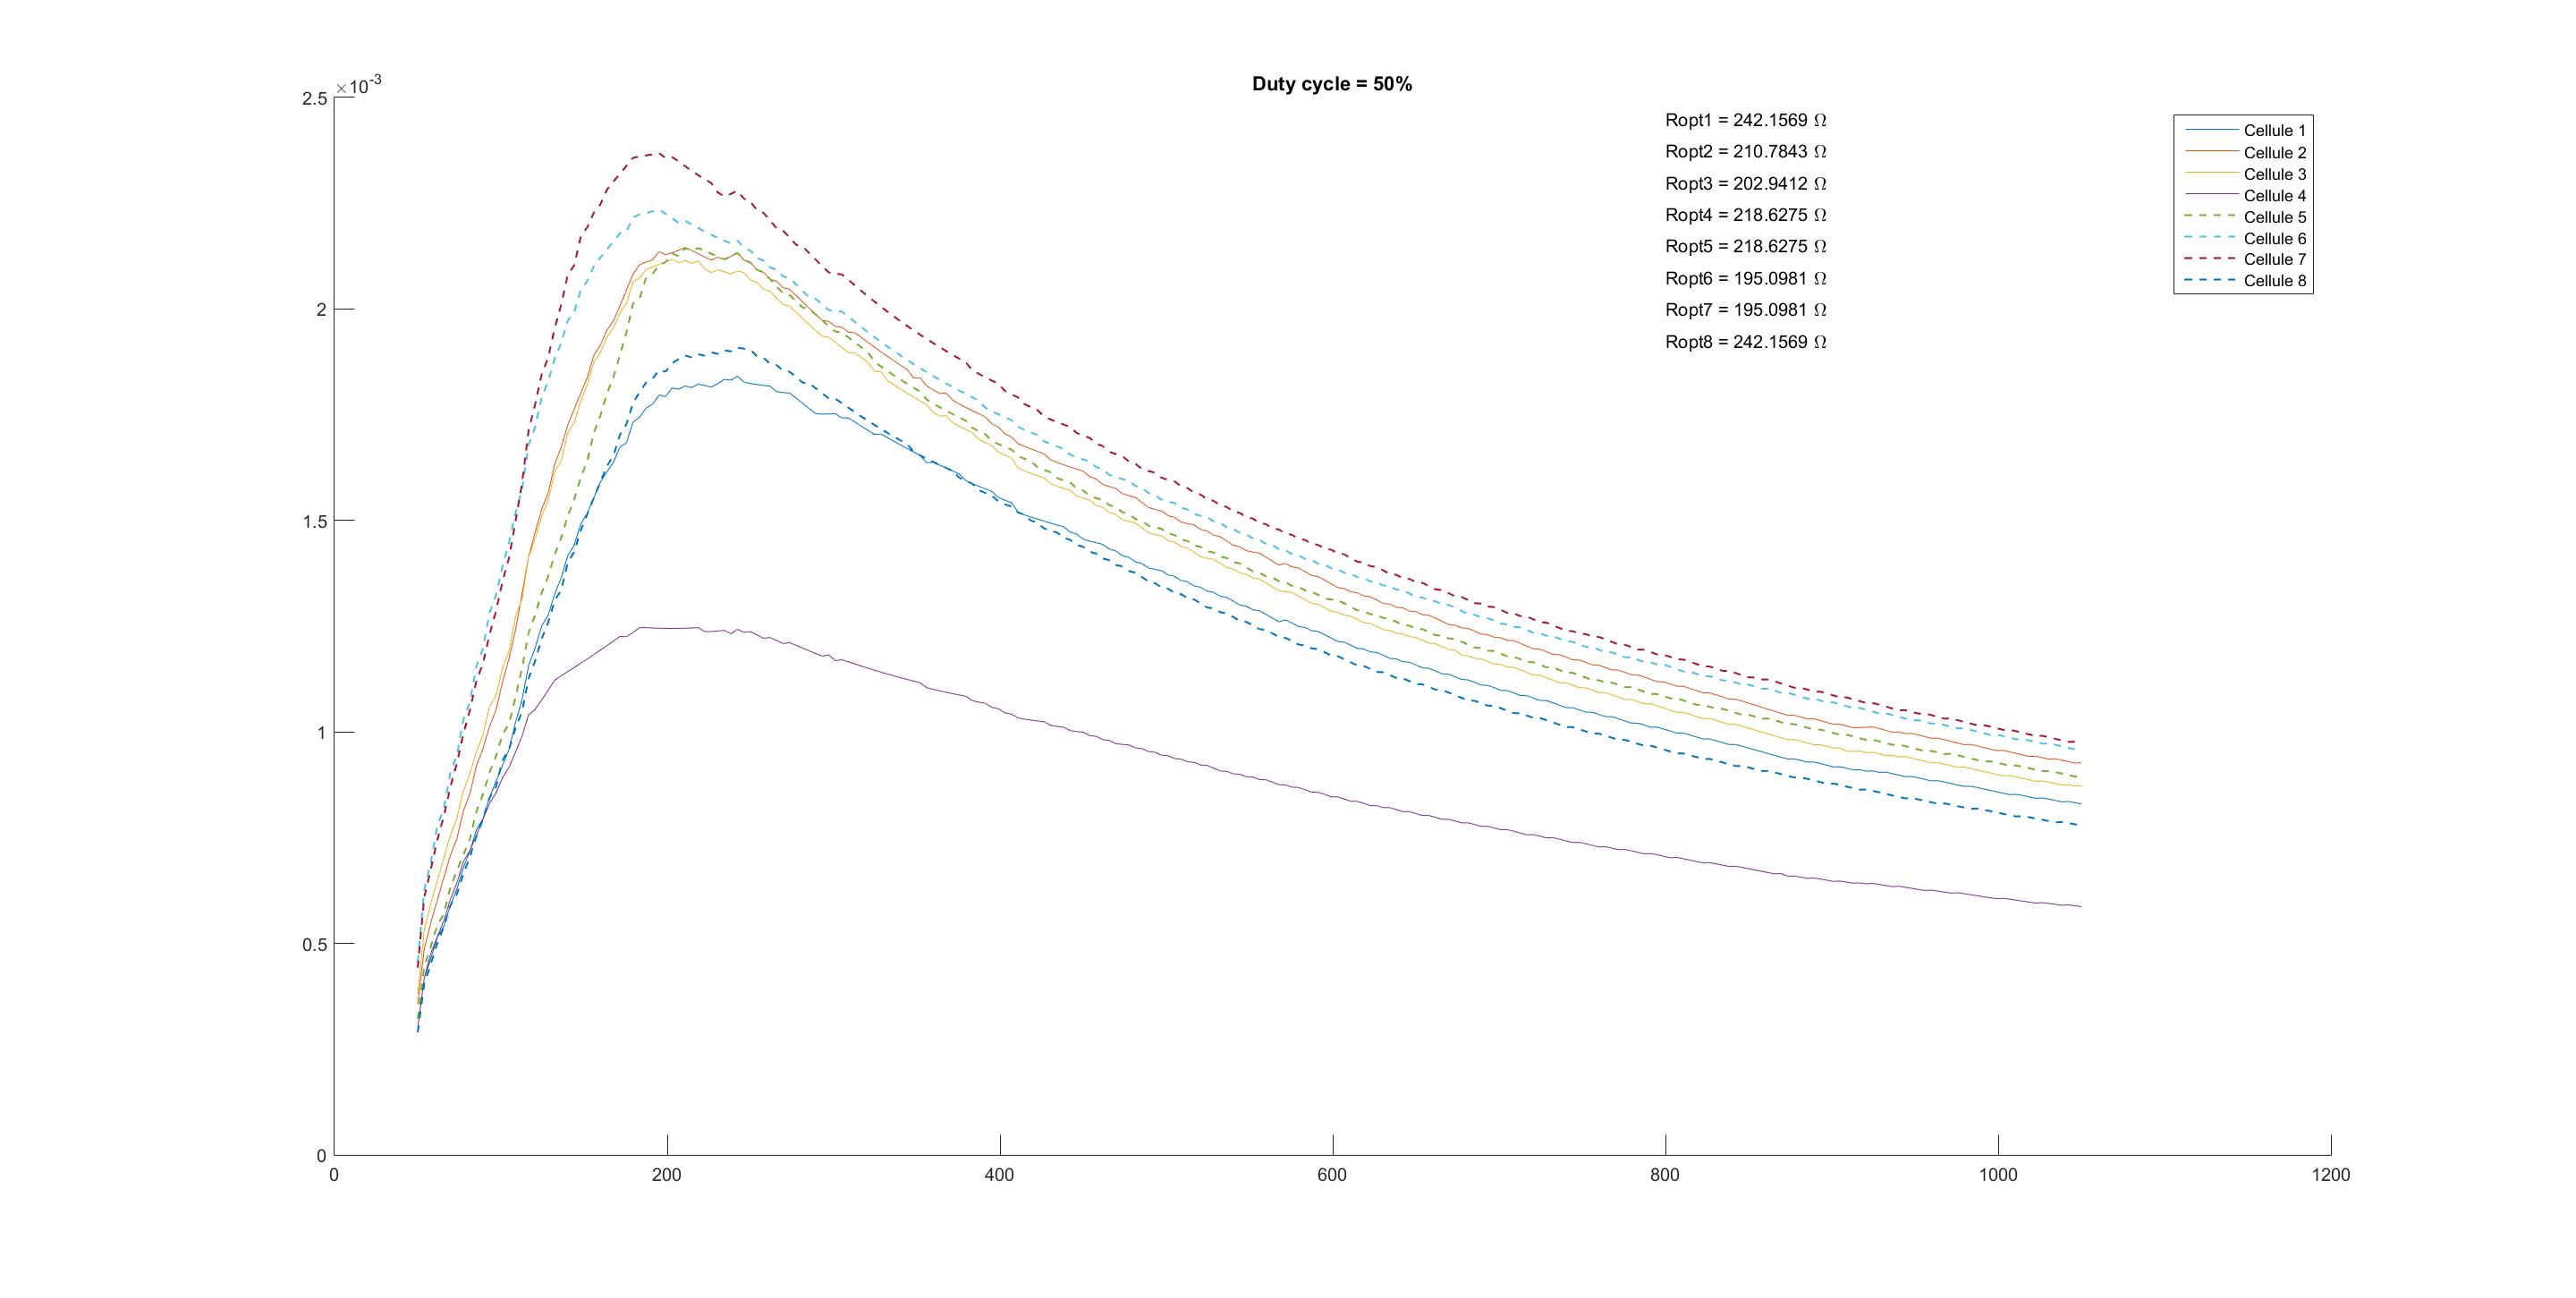 Duty cycle = 50%
×10-3
2.5
2
1.5
1
0.5
0
0
200
400
600
800
1000
1200
Ropt1 = 242.1569 Ω
Ropt2 = 210.7843 Ω
Ropt3 = 202.9412 Ω
Ropt4 = 218.6275 Ω
Ropt5 = 218.6275 Ω
Ropt6 = 195.0981 Ω
Ropt7 = 195.0981 Ω
Ropt8 = 242.1569 Ω
Cellule 1
Cellule 2
Cellule 3
Cellule 4
Cellule 5
Cellule 6
Cellule 7
Cellule 8